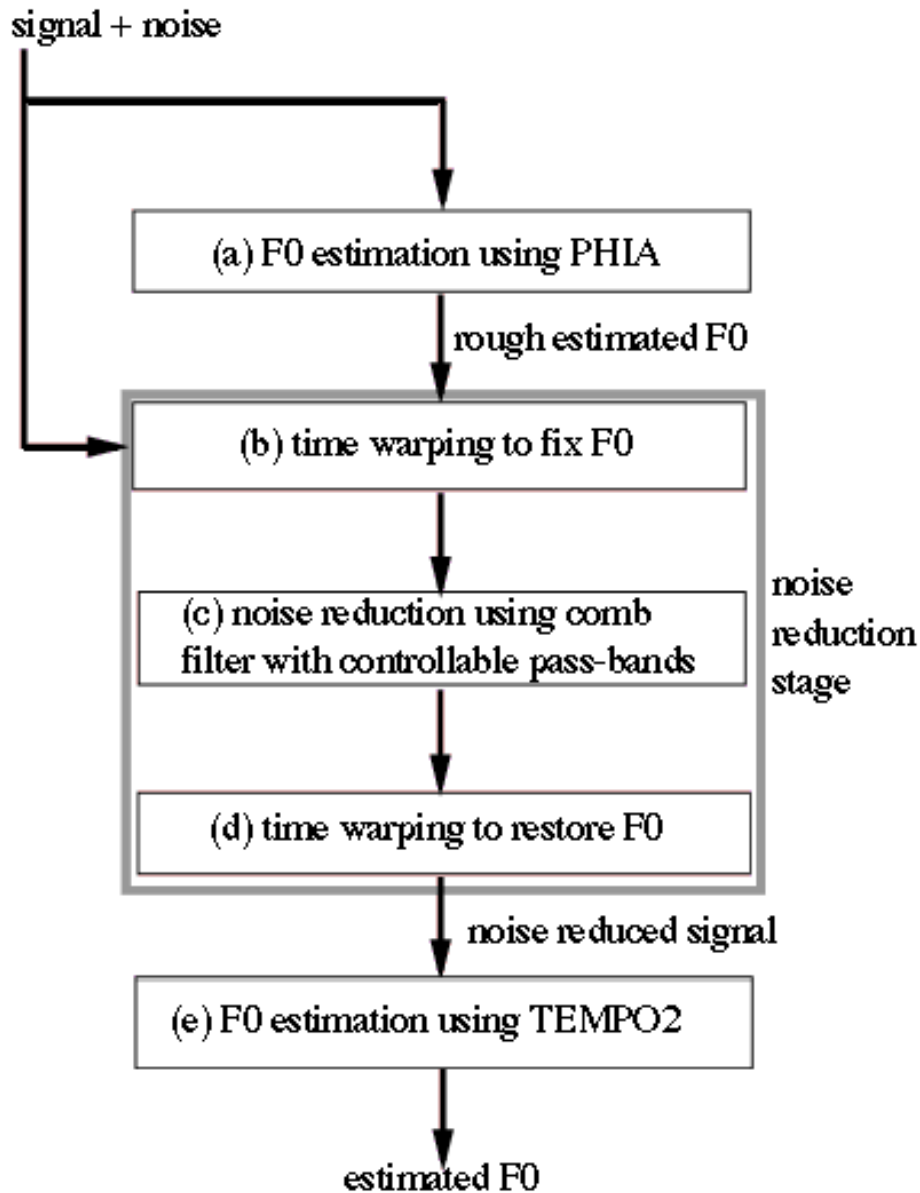 signal + noise
(a) F0 estimation using PHIA
rough estimated F0
(b) time warping to fix F0
(c) noise reduction using comb
filter with controllable pass-bands
noise
reduction
stage
(d) time warping to restore F0
noise reduced signal
(e) F0 estimation using TEMPO2
estimated F0